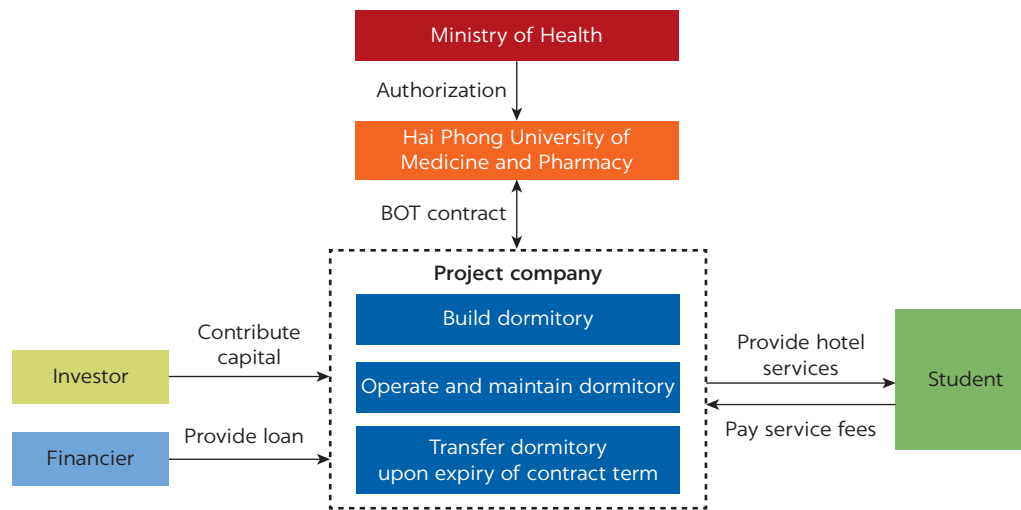 Ministry of Health
Authorization
Hai Phong University of
Medicine and Pharmacy
BOT contract
Project company
Build dormitory
Operate and maintain dormitory
Transfer dormitory
upon expiry of contract term
Contribute
capital
Investor
Provide loan
Financier
Provide hotel
services
Student
Pay service fees